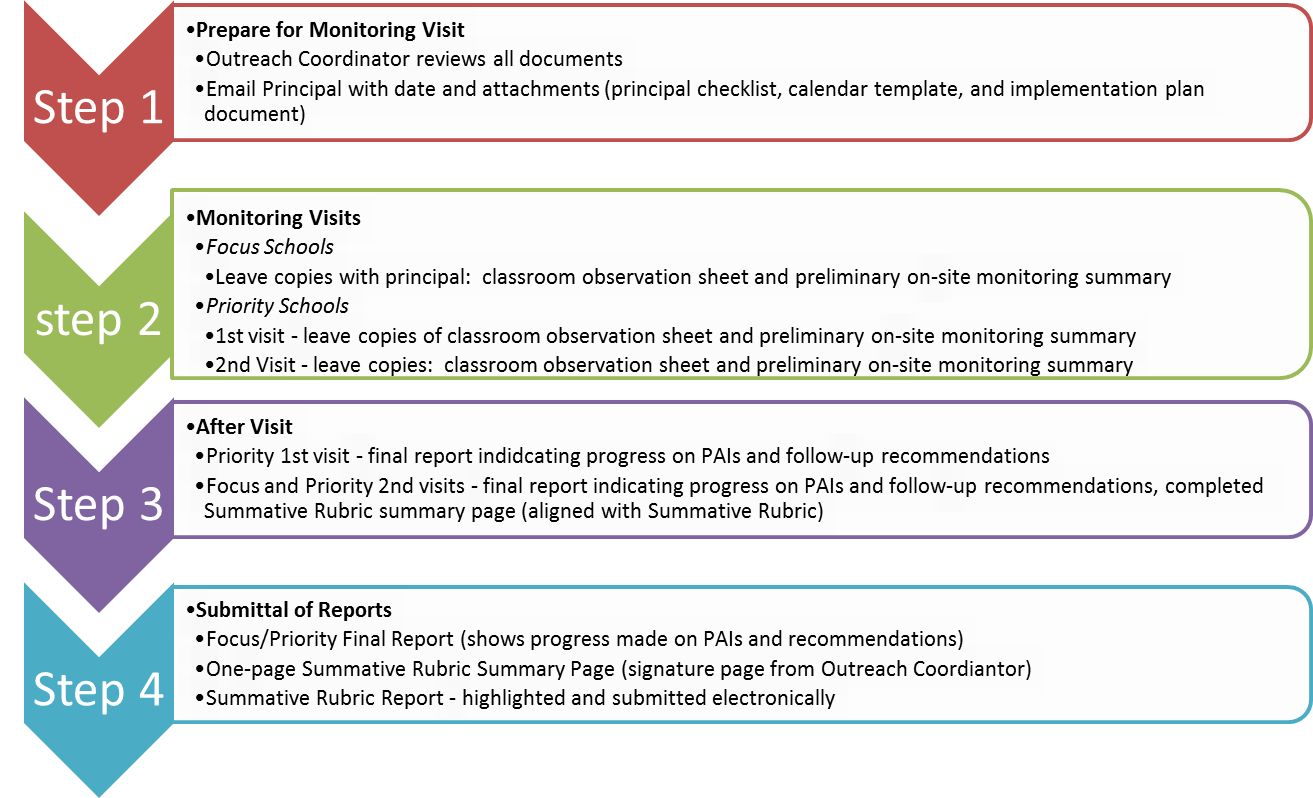 Step 1
•Prepare for Monitoring Visit
•Outreach Coordinator reviews all documents
•Email Principal with date and attachments (principal checklist, calendar template, and implementation plan
document)
step 2
•Monitoring Visits
•Focus Schools
•Leave copies with principal:  classroom observation sheet and preliminary on-site monitoring summary
•Priority Schools
•1st visit - leave copies of classroom observation sheet and preliminary on-site monitoring summary
•2nd Visit - leave copies:  classroom observation sheet and preliminary on-site monitoring summary
Step 3
•After Visit
•Priority 1st visit - final report indidcating progress on PAIs and follow-up recommendations
•Focus and Priority 2nd visits - final report indicating progress on PAIs and follow-up recommendations, completed
Summative Rubric summary page (aligned with Summative Rubric)
Step 4
•Submittal of Reports
•Focus/Priority Final Report (shows progress made on PAIs and recommendations)
•One-page Summative Rubric Summary Page (signature page from Outreach Coordiantor)
•Summative Rubric Report - highlighted and submitted electronically